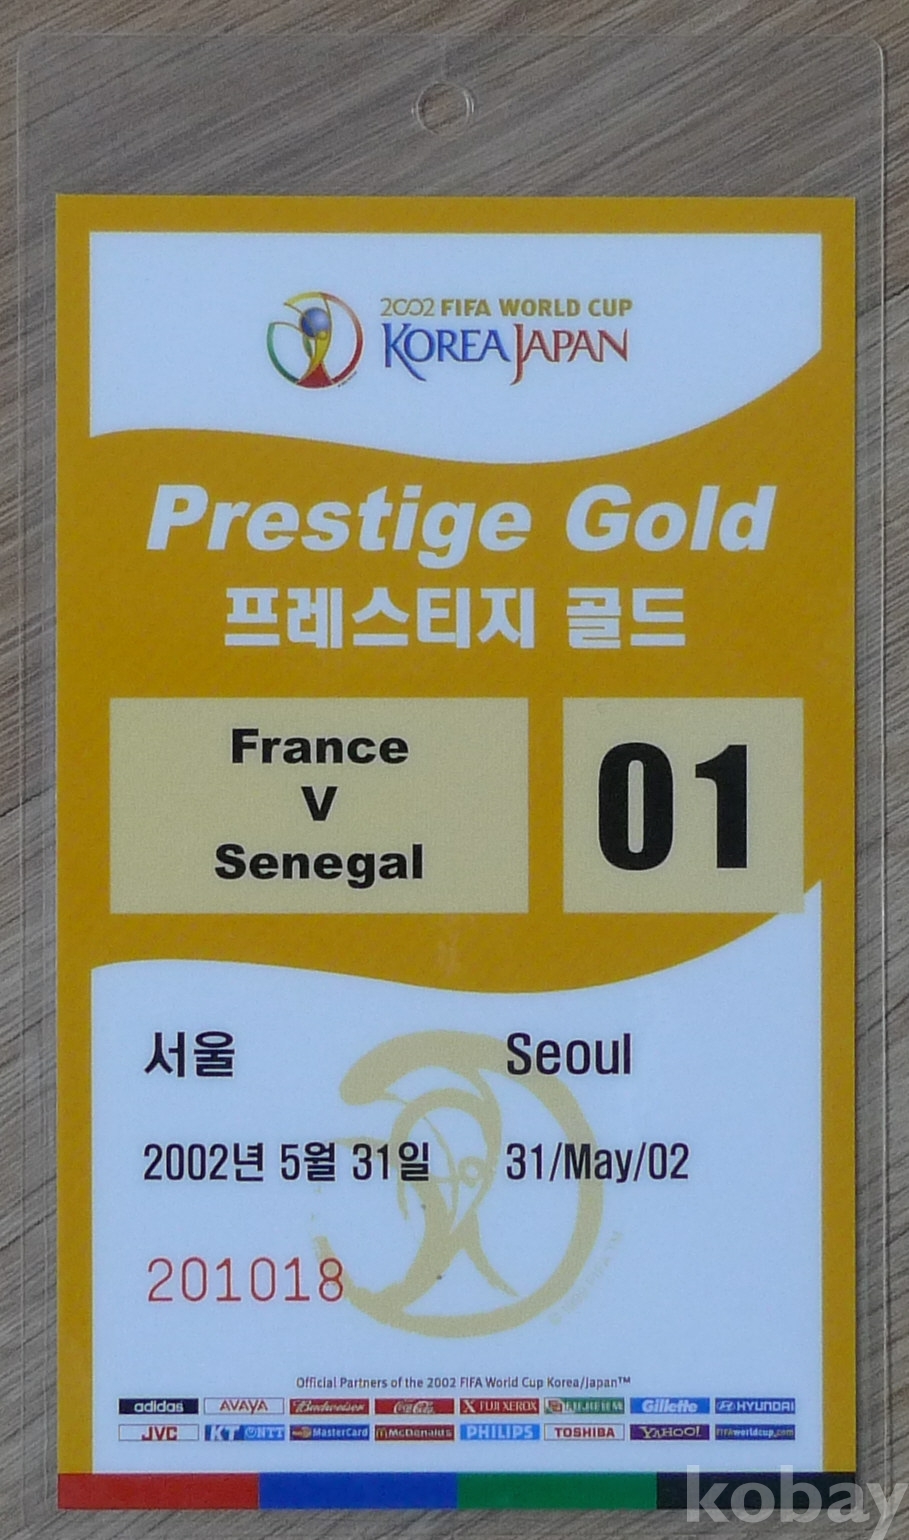 2002 FIFA WORLD CUP
KOREA JAPAN
Prestige Gold
프레스티지 골드
France
V
Senegal
01
서울 Seoul
2002년 5월 31일 31/May/02
201018
Official Partners of the 2002 FIFA World Cup Korea/Japan™
adidas AVAYA Budweiser Coca-Cola FUJI XEROX FUJIFILM Gillette HYUNDAI
JVC KT NTT MasterCard McDonalds PHILIPS TOSHIBA YAHOO! FIFAworldcup.com
kobay